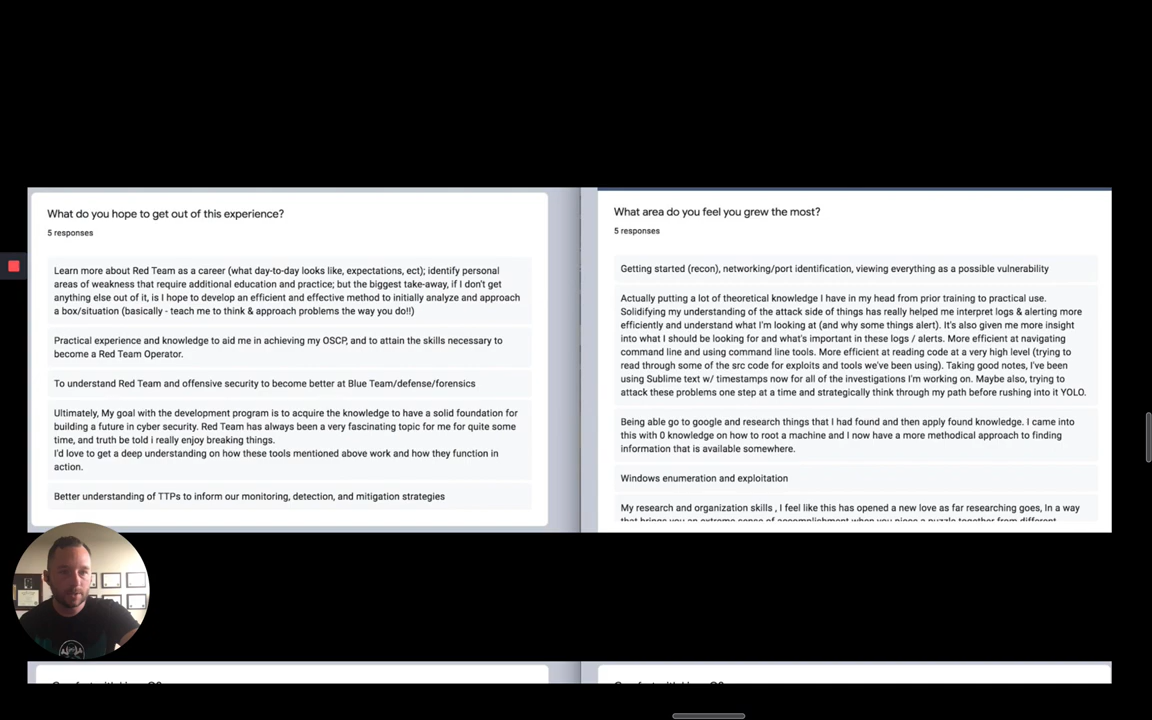 What do you hope to get out of this experience?
5 responses
Learn more about Red Team as a career (what day-to-day looks like, expectations, ect); identify personal
areas of weakness that require additional education and practice; but the biggest take-away, if I don't get
anything else out of it, is I hope to develop an efficient and effective method to initially analyze and approach
a box/situation (basically - teach me to think & approach problems the way you do!!)
Practical experience and knowledge to aid me in achieving my OSCP, and to attain the skills necessary to
become a Red Team Operator.
To understand Red Team and offensive security to become better at Blue Team/defense/forensics
Ultimately, My goal with the development program is to acquire the knowledge to have a solid foundation for
building a future in cyber security. Red Team has always been a very fascinating topic for me for quite some
time, and truth be told i really enjoy breaking things.
I'd love to get a deep understanding on how these tools mentioned above work and how they function in
action.
Better understanding of TTPs to inform our monitoring, detection, and mitigation strategies
What area do you feel you grew the most?
5 responses
Getting started (recon), networking/port identification, viewing everything as a possible vulnerability
Actually putting a lot of theoretical knowledge I have in my head from prior training to practical use.
Solidifying my understanding of the attack side of things has really helped me interpret logs & alerting more
efficiently and understand what I'm looking at (and why some things alert). It's also given me more insight
into what I should be looking for and what's important in these logs / alerts. More efficient at navigating
command line and using command line tools. More efficient at reading code at a very high level (trying to
read through some of the src code for exploits and tools we've been using). Taking good notes, I've been
using Sublime text w/ timestamps now for all of the investigations I'm working on. Maybe also, trying to
attack these problems one step at a time and strategically think through my path before rushing into it YOLO.
Being able go to google and research things that I had found and then apply found knowledge. I came into
this with 0 knowledge on how to root a machine and I now have a more methodical approach to finding
information that is available somewhere.
Windows enumeration and exploitation
My research and organization skills , I feel like this has opened a new love as far researching goes, In a way
that brings you an extreme sense of accomplishment when you piece a puzzle together from different